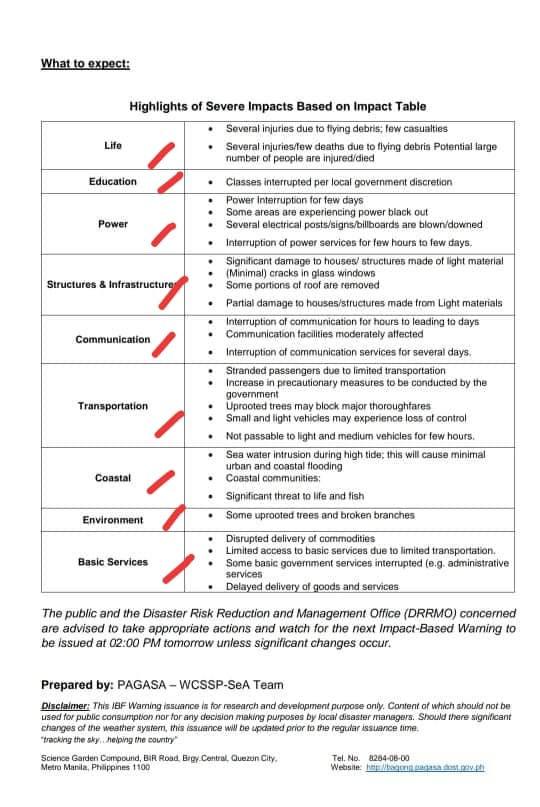 What to expect:
Highlights of Severe Impacts Based on Impact Table
Life
• Several injuries due to flying debris; few casualties
• Several injuries/few deaths due to flying debris Potential large
number of people are injured/died
Education
• Classes interrupted per local government discretion
Power
• Power Interruption for few days
• Some areas are experiencing power black out
• Several electrical posts/signs/billboards are blown/downed
• Interruption of power services for few hours to few days.
Structures & Infrastructure
• Significant damage to houses/ structures made of light material
• (Minimal) cracks in glass windows
• Some portions of roof are removed
• Partial damage to houses/structures made from Light materials
Communication
• Interruption of communication for hours to leading to days
• Communication facilities moderately affected
• Interruption of communication services for several days.
Transportation
• Stranded passengers due to limited transportation
• Increase in precautionary measures to be conducted by the
government
• Uprooted trees may block major thoroughfares
• Small and light vehicles may experience loss of control
• Not passable to light and medium vehicles for few hours.
Coastal
• Sea water intrusion during high tide; this will cause minimal
urban and coastal flooding
• Coastal communities:
• Significant threat to life and fish
Environment
• Some uprooted trees and broken branches
Basic Services
• Disrupted delivery of commodities
• Limited access to basic services due to limited transportation.
• Some basic government services interrupted (e.g. administrative
services
• Delayed delivery of goods and services
The public and the Disaster Risk Reduction and Management Office (DRRMO) concerned
are advised to take appropriate actions and watch for the next Impact-Based Warning to
be issued at 02:00 PM tomorrow unless significant changes occur.
Prepared by: PAGASA – WCSSP-SeA Team
Disclaimer: This IBF Warning issuance is for research and development purpose only. Content of which should not be
used for public consumption nor for any decision making purposes by local disaster managers. Should there significant
changes of the weather system, this issuance will be updated prior to the regular issuance time.
"tracking the sky…helping the country"
Science Garden Compound, BIR Road, Brgy.Central, Quezon City,
Metro Manila, Philippines 1100
Tel. No. 8284-08-00
Website: http://bagong.pagasa.dost.gov.ph